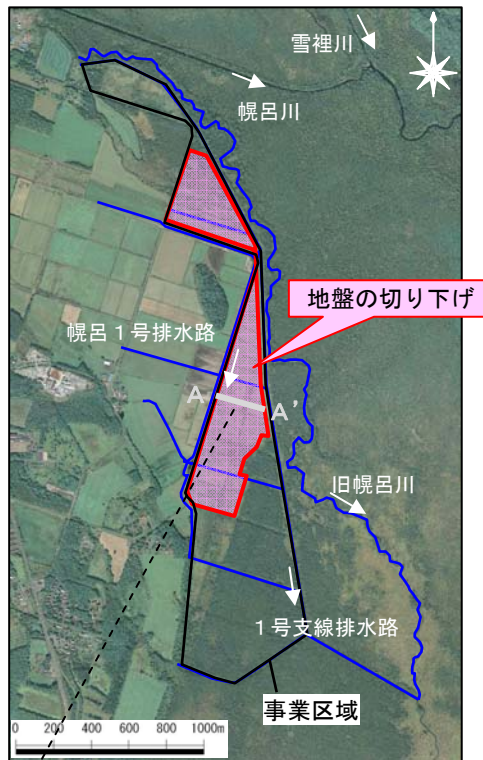 雪裡川
幌呂川
地盤の切り下げ
幌呂1号排水路
A A'
旧幌呂川
1号支線排水路
事業区域
0 200 400 600 800 1000m